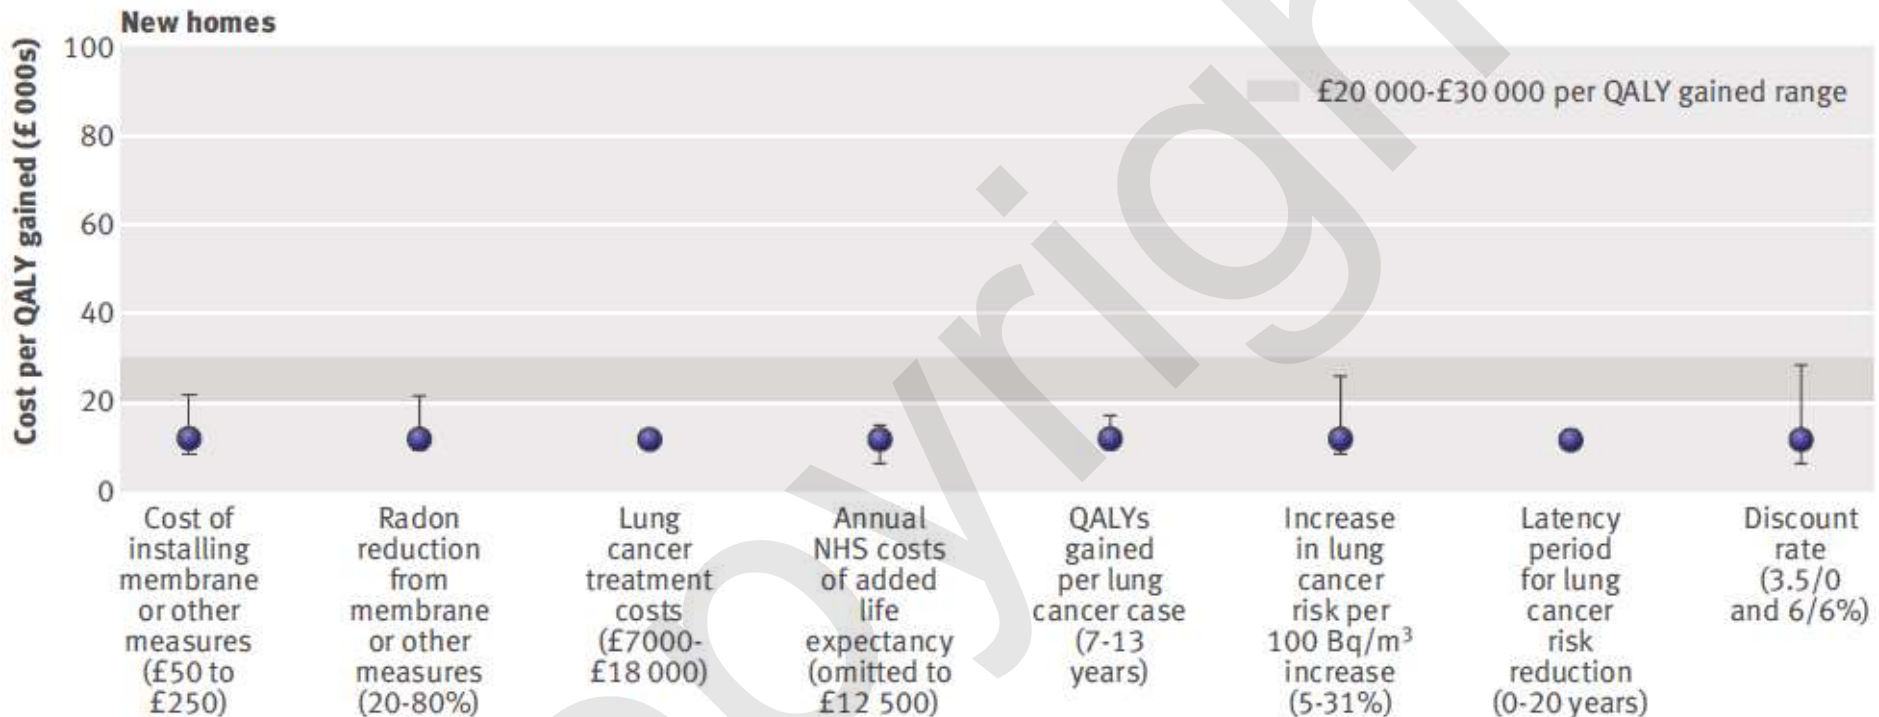 New homes
Cost per QALY gained (£ 000s)
100
80
60
40
20
0
£20 000-£30 000 per QALY gained range
Cost of
installing
membrane
or other
measures
(£50 to
£250)
Radon
reduction
from
membrane
or other
measures
(20-80%)
Lung
cancer
treatment
costs
(£7000-
£18 000)
Annual
NHS costs
of added
life
expectancy
(omitted to
£12 500)
QALYs
gained
per lung
cancer case
(7-13
years)
Increase
in lung
cancer
risk per
100 Bq/m³
increase
(5-31%)
Latency
period
for lung
cancer
risk
reduction
(0-20 years)
Discount
rate
(3.5/0
and 6/6%)
opyrigh